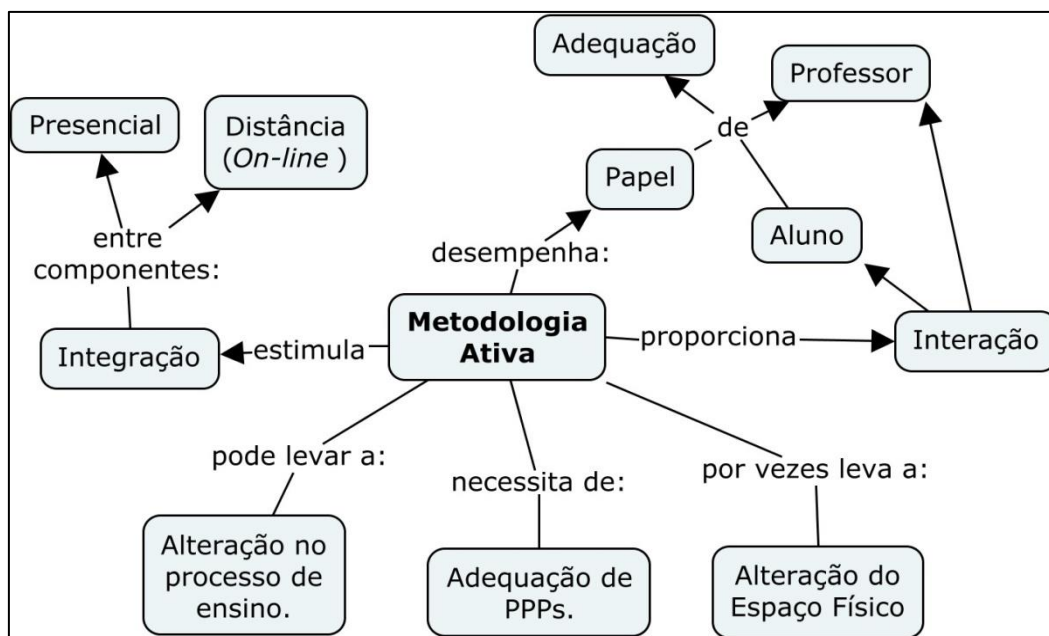 Adequação
Professor
Presencial
Distância
(On-line )
de
Papel
Aluno
entre
componentes:
desempenha:
Metodologia
Ativa
Integração
estimula
proporciona
Interação
pode levar a:
necessita de:
por vezes leva a:
Alteração no
processo de
ensino.
Adequação de
PPPs.
Alteração do
Espaço Físico